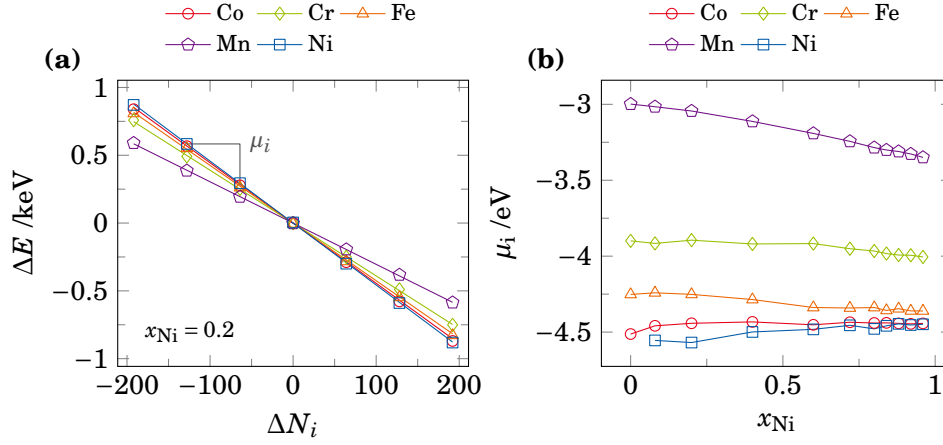 Co Cr Fe
Mn Ni
(a)
1
0.5
0
−0.5
−1
ΔE /keV
μi
xNi = 0.2
−200 −100 0 100 200
ΔNi
Co Cr Fe
Mn Ni
(b)
−3
−3.5
−4
−4.5
μi /eV
0 0.5 1
xNi